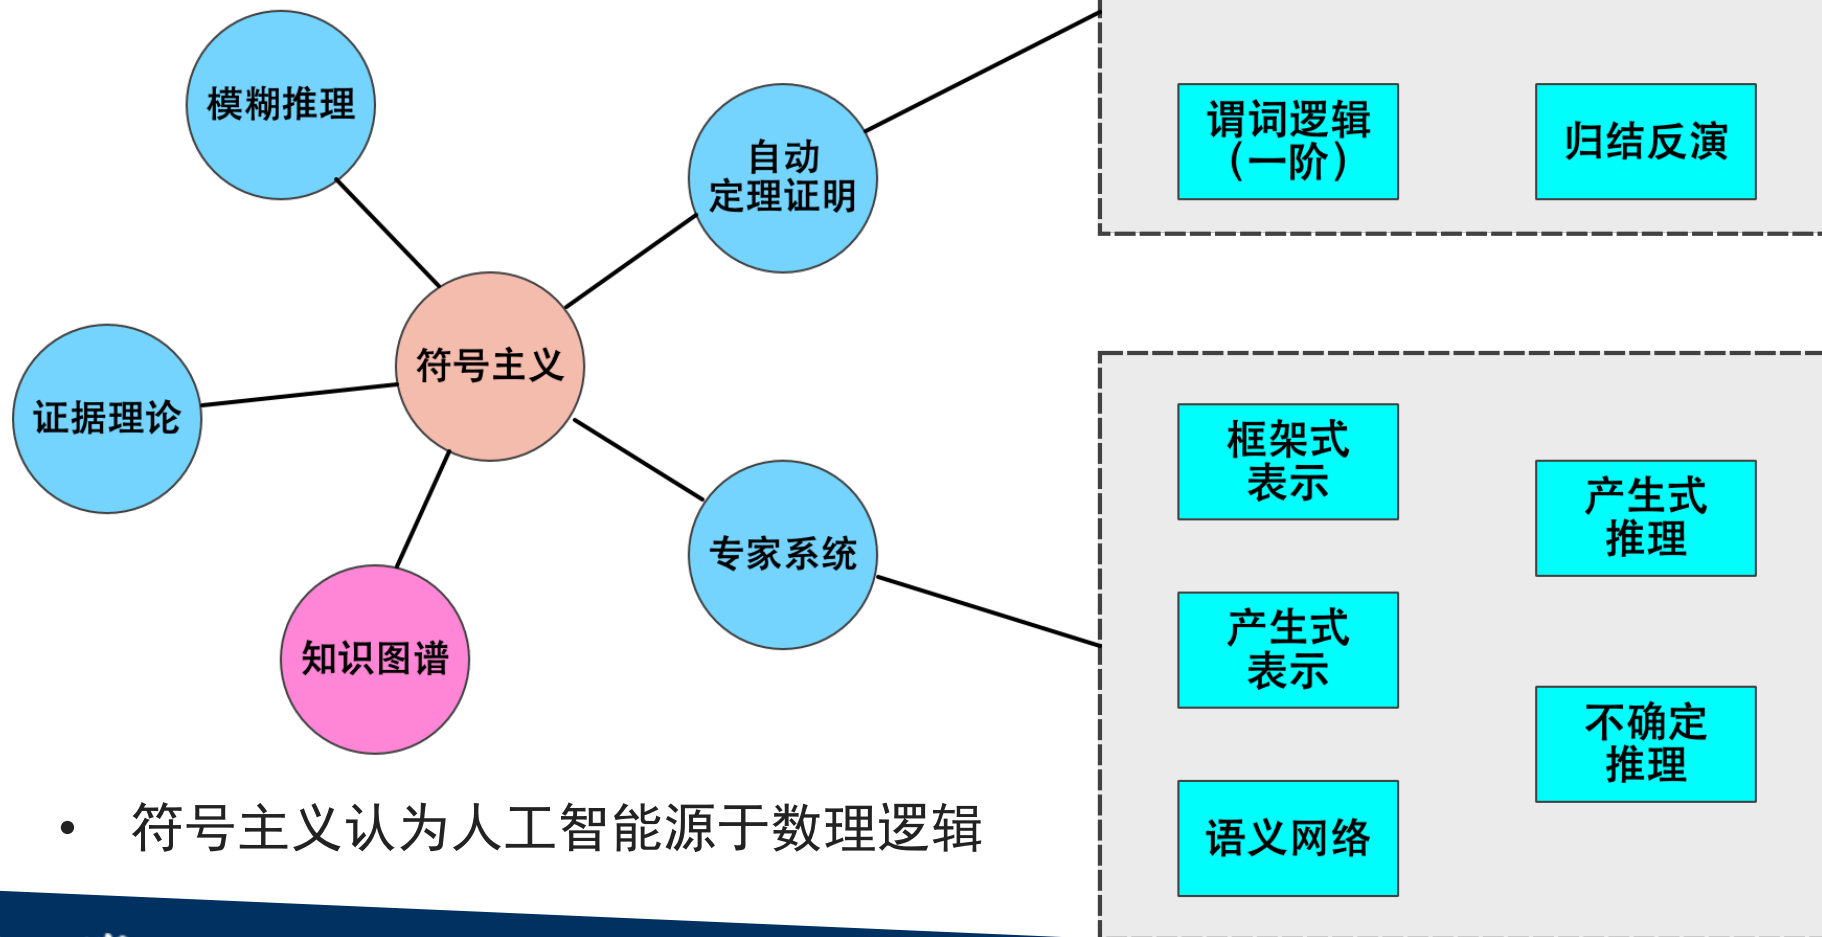 模糊推理
自动
定理证明
谓词逻辑
（一阶）
归结反演
符号主义
证据理论
框架式
表示
产生式
推理
专家系统
产生式
表示
知识图谱
不确定
推理
语义网络
• 符号主义认为人工智能源于数理逻辑